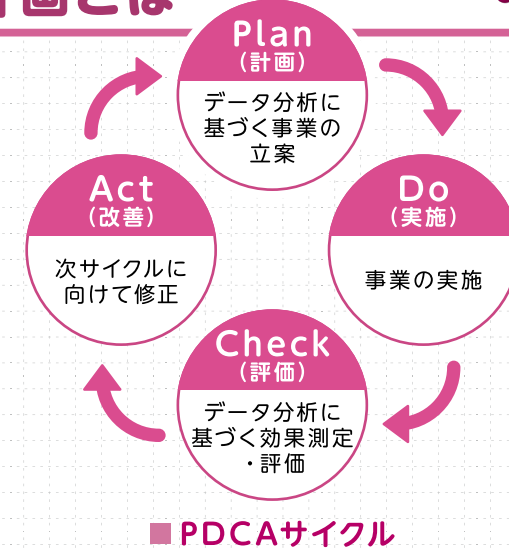 計画とは
Plan
(計画)
データ分析に
基づく事業の
立案
Do
(実施)
事業の実施
Check
(評価)
データ分析に
基づく効果測定
・評価
Act
(改善)
次サイクルに
向けて修正
■PDCAサイクル